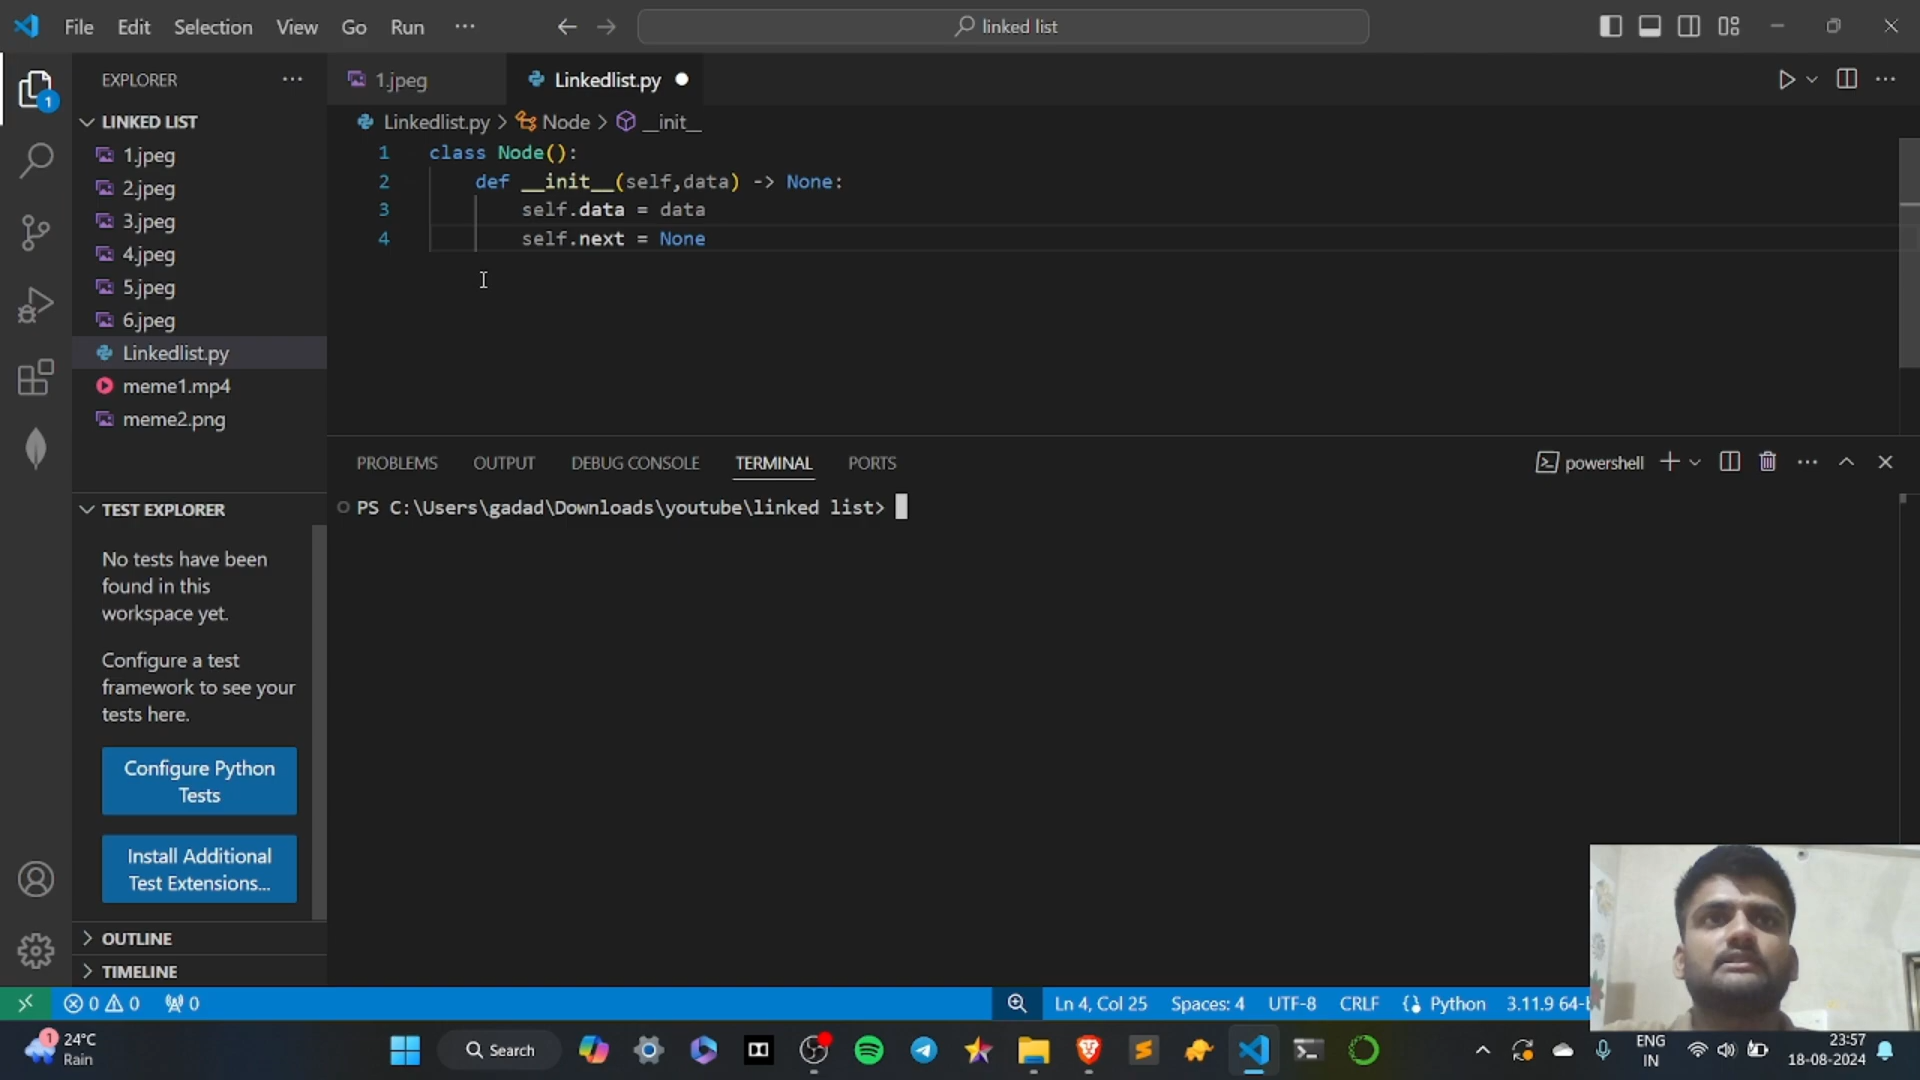 File Edit Selection View Go Run ... linked list
EXPLORER
1.jpeg
Linkedlist.py
1
LINKED LIST
1.jpeg
2.jpeg
3.jpeg
4.jpeg
5.jpeg
6.jpeg
Linkedlist.py
meme1.mp4
meme2.png
Linkedlist.py > Node > __init__
1 class Node():
2 def __init__(self,data) -> None:
3 self.data = data
4 self.next = None
PROBLEMS OUTPUT DEBUG CONSOLE TERMINAL PORTS
powershell
PS C:\Users\gadad\Downloads\youtube\linked list>
TEST EXPLORER
No tests have been
found in this
workspace yet.
Configure a test
framework to see your
tests here.
Configure Python
Tests
Install Additional
Test Extensions...
OUTLINE
TIMELINE
0 0 0
Ln 4, Col 25 Spaces: 4 UTF-8 CRLF Python 3.11.9 64-
1
24°C
Rain
Search
ENG
IN
23:57
18-08-2024